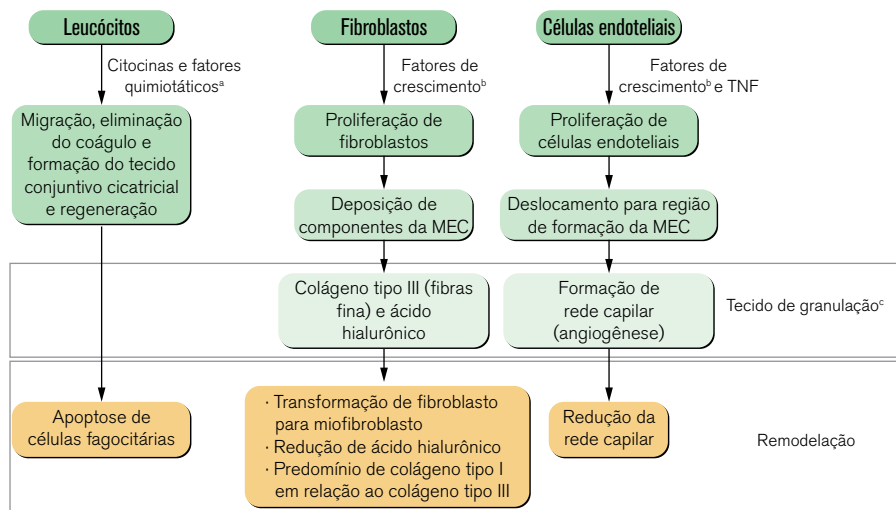 Leucócitos
Citocinas e fatores
quimiotáticosª
Migração, eliminação
do coágulo e
formação do tecido
conjuntivo cicatricial
e regeneração
Apoptose de
células fagocitárias
Fibroblastos
Fatores de
crescimentoᵇ
Proliferação de
fibroblastos
Deposição de
componentes da MEC
Colágeno tipo III (fibras
fina) e ácido
hialurônico
· Transformação de fibroblasto
para miofibroblasto
· Redução de ácido hialurônico
· Predomínio de colágeno tipo I
em relação ao colágeno tipo III
Células endoteliais
Fatores de
crescimentoᵇ e TNF
Proliferação de
células endoteliais
Deslocamento para região
de formação da MEC
Formação de
rede capilar
(angiogênese)
Redução da
rede capilar
Tecido de granulaçãoᶜ
Remodelação